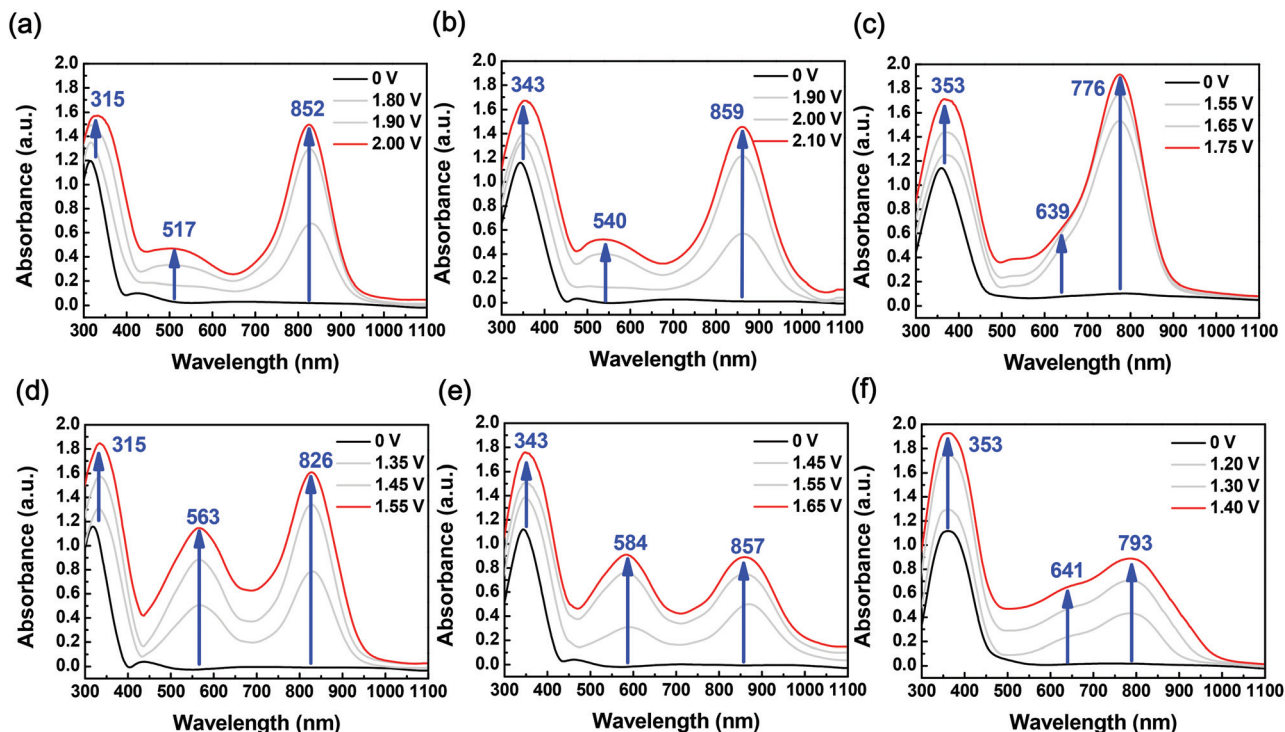 (a)
(b)
(c)
2.0
1.8
1.6
1.4
1.2
1.0
0.8
0.6
0.4
0.2
0.0
Absorbance (a.u.)
315
517
852
0 V
1.80 V
1.90 V
2.00 V
300 400 500 600 700 800 900 1000 1100
Wavelength (nm)
2.0
1.8
1.6
1.4
1.2
1.0
0.8
0.6
0.4
0.2
0.0
Absorbance (a.u.)
343
540
859
0 V
1.90 V
2.00 V
2.10 V
300 400 500 600 700 800 900 1000 1100
Wavelength (nm)
2.0
1.8
1.6
1.4
1.2
1.0
0.8
0.6
0.4
0.2
0.0
Absorbance (a.u.)
353
639
776
0 V
1.55 V
1.65 V
1.75 V
300 400 500 600 700 800 900 1000 1100
Wavelength (nm)
(d)
(e)
(f)
2.0
1.8
1.6
1.4
1.2
1.0
0.8
0.6
0.4
0.2
0.0
Absorbance (a.u.)
315
563
826
0 V
1.35 V
1.45 V
1.55 V
300 400 500 600 700 800 900 1000 1100
Wavelength (nm)
2.0
1.8
1.6
1.4
1.2
1.0
0.8
0.6
0.4
0.2
0.0
Absorbance (a.u.)
343
584
857
0 V
1.45 V
1.55 V
1.65 V
300 400 500 600 700 800 900 1000 1100
Wavelength (nm)
2.0
1.8
1.6
1.4
1.2
1.0
0.8
0.6
0.4
0.2
0.0
Absorbance (a.u.)
353
641
793
0 V
1.20 V
1.30 V
1.40 V
300 400 500 600 700 800 900 1000 1100
Wavelength (nm)